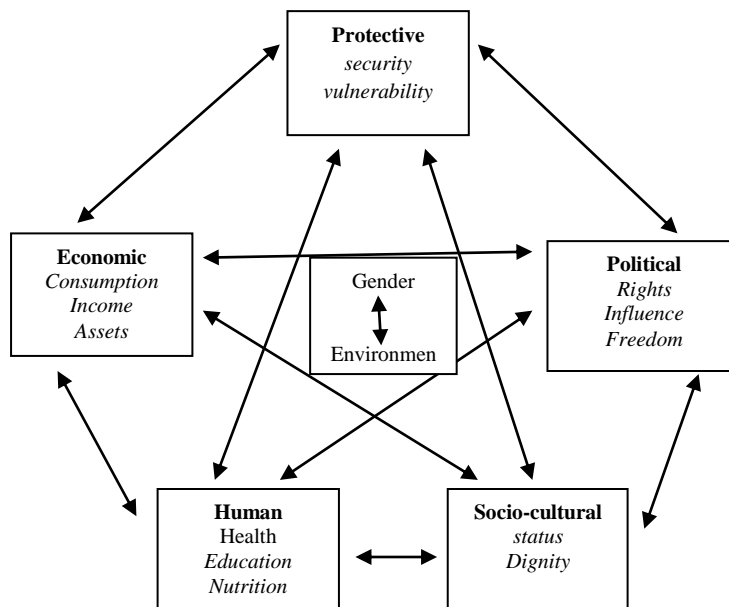 Protective
security
vulnerability
Economic
Consumption
Income
Assets
Gender
Environmen
Political
Rights
Influence
Freedom
Human
Health
Education
Nutrition
Socio-cultural
status
Dignity